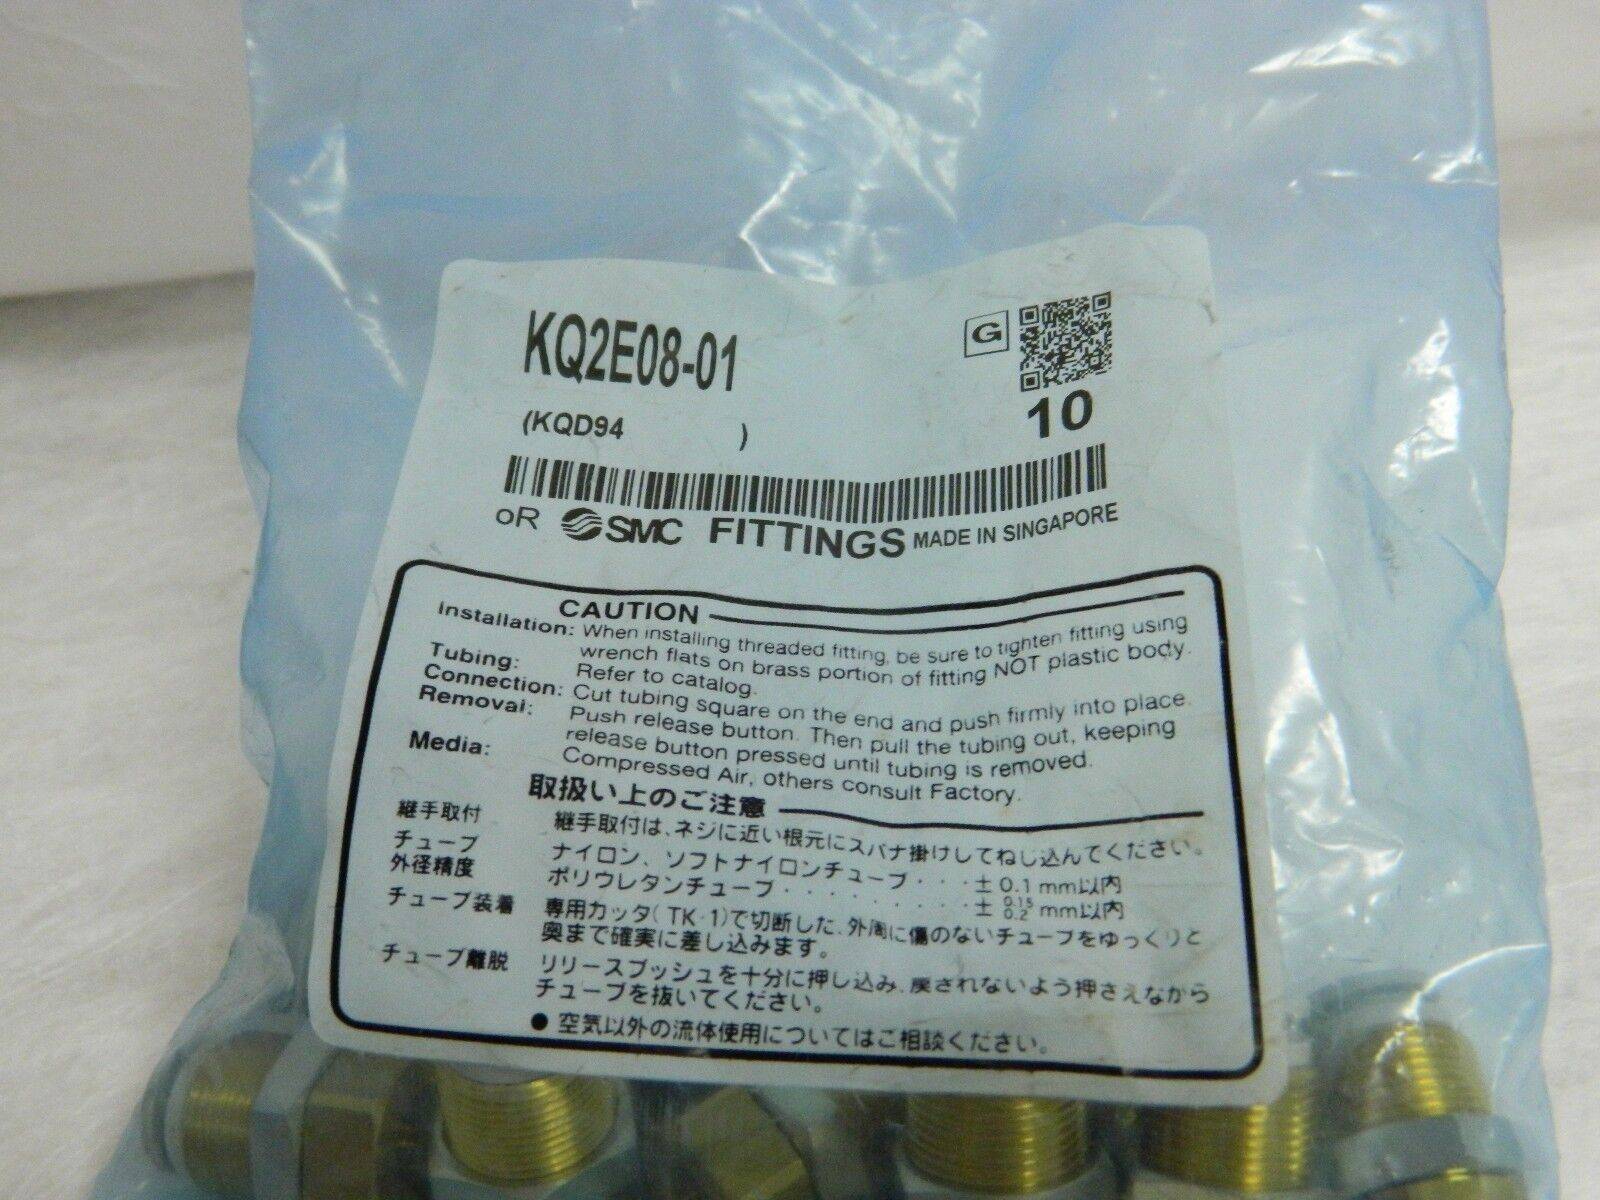 KQ2E08-01
G
10
(KQD94 )
oR SMC FITTINGS MADE IN SINGAPORE
CAUTION
Installation: When installing threaded fitting, be sure to tighten fitting using
wrench flats on brass portion of fitting NOT plastic body.
Tubing: Refer to catalog.
Connection: Cut tubing square on the end and push firmly into place.
Removal: Push release button. Then pull the tubing out, keeping
release button pressed until tubing is removed.
Media: Compressed Air, others consult Factory.
取扱い上のご注意
継手取付 継手取付は、ネジに近い根元にスパナ掛けしてねじ込んでください。
チューブ ナイロン、ソフトナイロンチューブ・・・± 0.1 mm以内
外径精度 ポリウレタンチューブ・・・・・・・・・± 0.15 0.2 mm以内
チューブ装着 専用カッタ(TK-1)で切断した、外周に傷のないチューブをゆっくりと
奥まで確実に差し込みます。
チューブ離脱 リリースブッシュを十分に押し込み、戻されないよう押さえながら
チューブを抜いてください。
● 空気以外の流体使用についてはご相談ください。